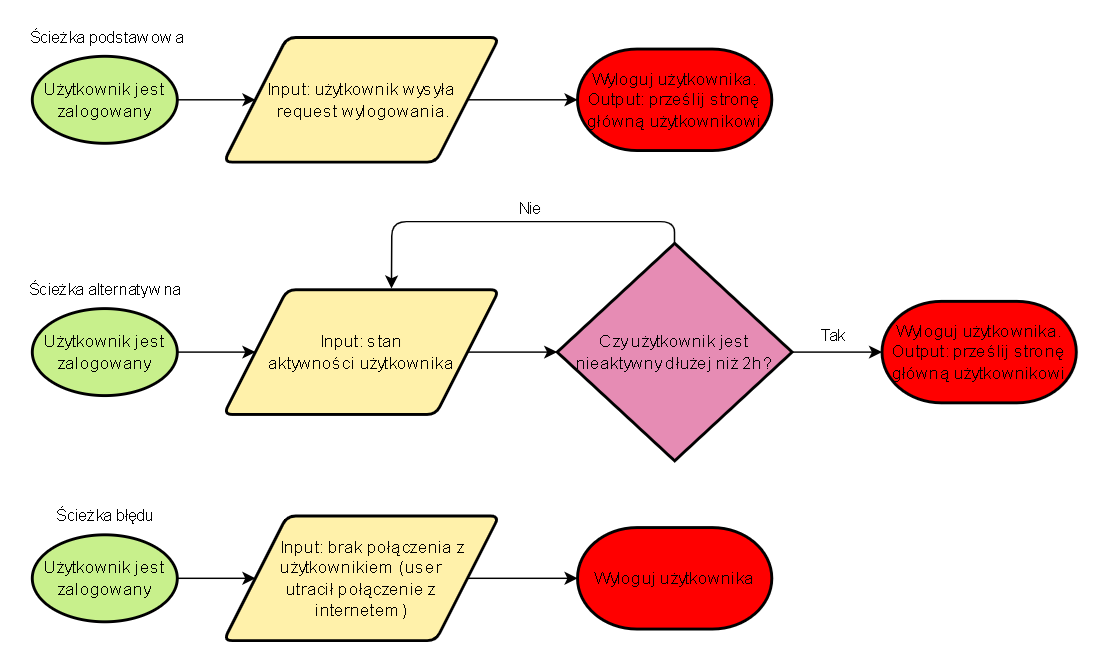 Ścieżka podstawowa
Użytkownik jest
zalogowany
Input: użytkownik wysyła
request wylogowania.
Wyloguj użytkownika.
Output: prześlij stronę
główną użytkownikowi
Nie
Ścieżka alternatywna
Użytkownik jest
zalogowany
Input: stan
aktywności użytkownika
Czy użytkownik jest
nieaktywny dłużej niż 2h?
Tak
Wyloguj użytkownika.
Output: prześlij stronę
główną użytkownikowi
Ścieżka błędu
Użytkownik jest
zalogowany
Input: brak połączenia z
użytkownikiem (user
utracił połączenie z
internetem)
Wyloguj użytkownika